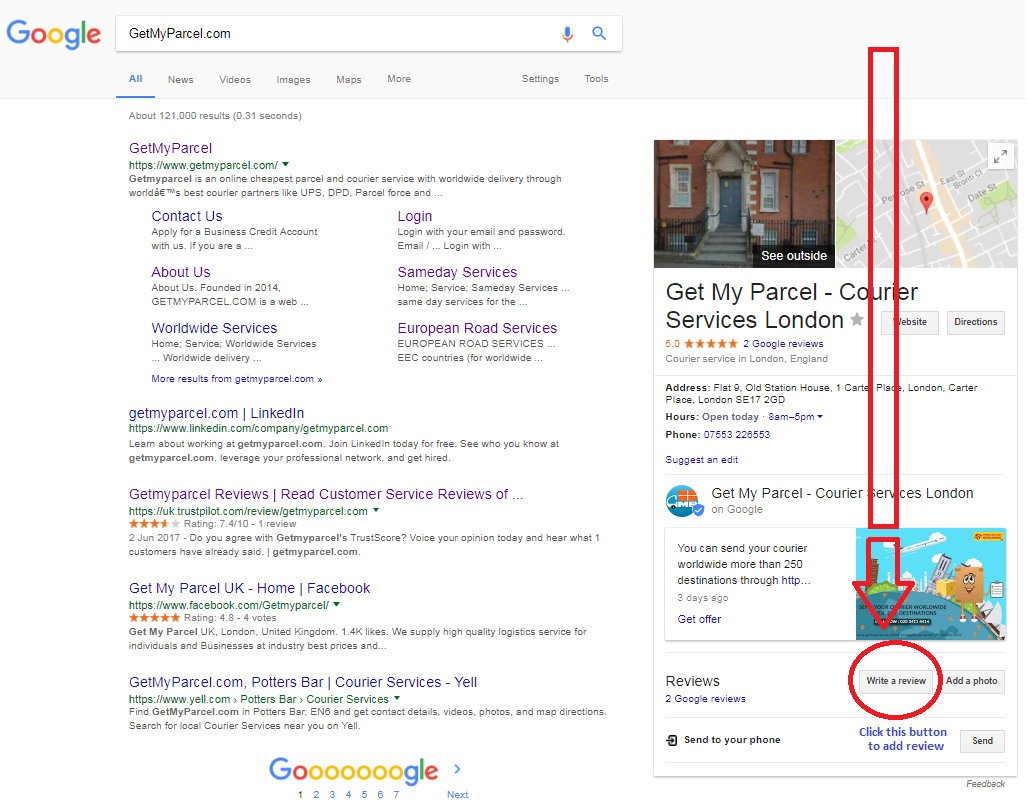 Google
GetMyParcel.com
All News Videos Images Maps More Settings Tools
About 121,000 results (0.31 seconds)
GetMyParcel
https://www.getmyparcel.com/
Getmyparcel is an online cheapest parcel and courier service with worldwide delivery through
worldâ€™s best courier partners like UPS, DPD, Parcel force and ...
Contact Us
Apply for a Business Credit Account
with us. If you are a ...
Login
Login with your email and password.
Email / ... Login with ...
About Us
About Us. Founded in 2014,
GETMYPARCEL.COM is a web ...
Sameday Services
Home; Service; Sameday Services ...
same day services for the ...
Worldwide Services
Home; Service; Worldwide Services
... Worldwide delivery ...
European Road Services
EUROPEAN ROAD SERVICES ...
EEC countries (for worldwide ...
More results from getmyparcel.com »
getmyparcel.com | LinkedIn
https://www.linkedin.com/company/getmyparcel.com
Learn about working at getmyparcel.com. Join LinkedIn today for free. See who you know at
getmyparcel.com, leverage your professional network, and get hired.
Getmyparcel Reviews | Read Customer Service Reviews of ...
https://uk.trustpilot.com/review/getmyparcel.com
Rating: 7.4/10 - 1 review
2 Jun 2017 - Do you agree with Getmyparcel's TrustScore? Voice your opinion today and hear what 1
customers have already said. | getmyparcel.com.
Get My Parcel UK - Home | Facebook
https://www.facebook.com/Getmyparcel/
Rating: 4.8 - 4 votes
Get My Parcel UK, London, United Kingdom. 1.4K likes. We supply high quality logistics service for
individuals and Businesses at industry best prices and...
GetMyParcel.com, Potters Bar | Courier Services - Yell
https://www.yell.com › Potters Bar › Courier Services
Find GetMyParcel.com in Potters Bar, EN6 and get contact details, videos, photos, and map directions.
Search for local Courier Services near you on Yell.
Goooooooogle
1 2 3 4 5 6 7 Next
See outside
Penrose St
East St
Bronti Cl
Date St
Carter
Get My Parcel - Courier
Services London
Website
Directions
5.0 2 Google reviews
Courier service in London, England
Address: Flat 9, Old Station House, 1 Carter Place, London, Carter
Place, London SE17 2GD
Hours: Open today · 8am–5pm
Phone: 07553 226553
Suggest an edit
Get My Parcel - Courier Services London
on Google
You can send your courier
worldwide more than 250
destinations through http...
3 days ago
Get offer
Reviews
2 Google reviews
Write a review
Add a photo
Send to your phone
Click this button
to add review
Send
Feedback